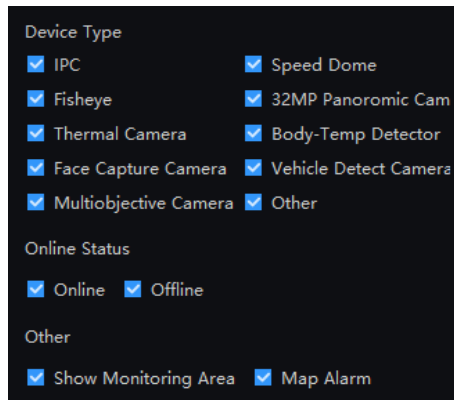 Device Type
IPC Speed Dome
Fisheye 32MP Panoromic Cam
Thermal Camera Body-Temp Detector
Face Capture Camera Vehicle Detect Camera
Multiobjective Camera Other
Online Status
Online Offline
Other
Show Monitoring Area Map Alarm